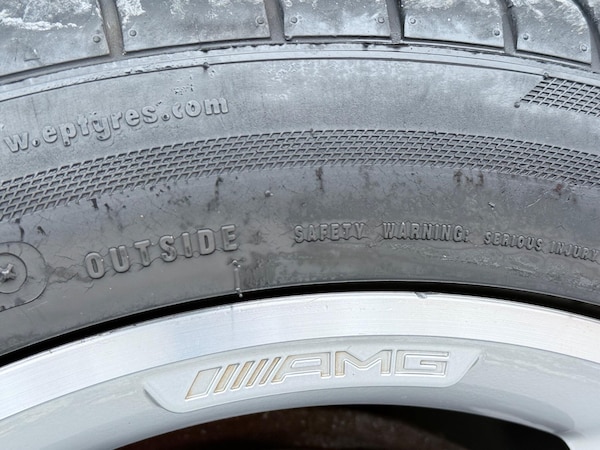 w.eptyres.com
OUTSIDE SAFETY WARNING: SERIOUS INJURY
AMG